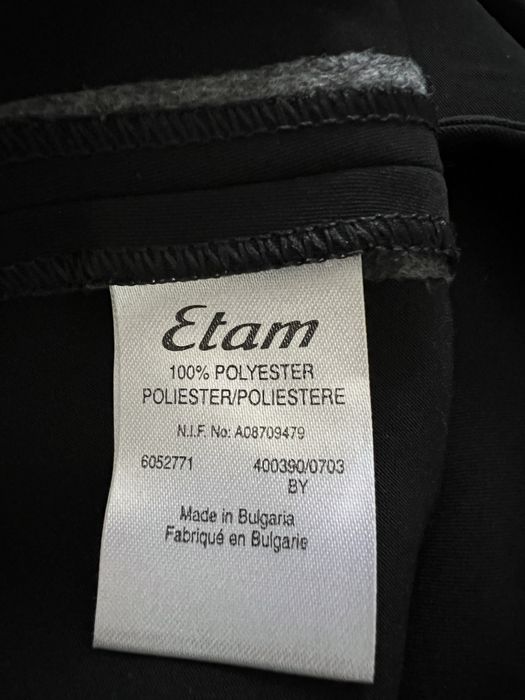 Etam
100% POLYESTER
POLIESTER/POLIESTERE
N.I.F. No: A08709479
6052771 400390/0703
BY
Made in Bulgaria
Fabriqué en Bulgarie